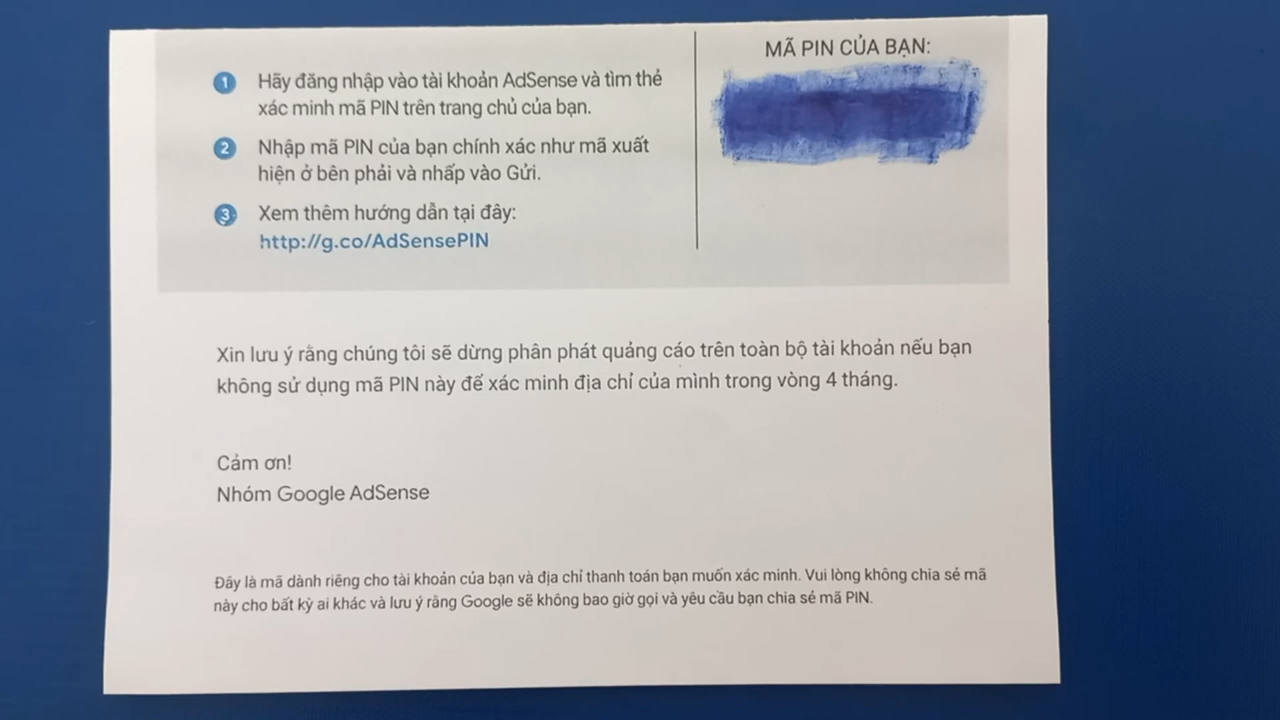 MÃ PIN CỦA BẠN:
1 Hãy đăng nhập vào tài khoản AdSense và tìm thẻ
xác minh mã PIN trên trang chủ của bạn.
2 Nhập mã PIN của bạn chính xác như mã xuất
hiện ở bên phải và nhấp vào Gửi.
3 Xem thêm hướng dẫn tại đây:
http://g.co/AdSensePIN
Xin lưu ý rằng chúng tôi sẽ dừng phân phát quảng cáo trên toàn bộ tài khoản nếu bạn
không sử dụng mã PIN này để xác minh địa chỉ của mình trong vòng 4 tháng.
Cảm ơn!
Nhóm Google AdSense
Đây là mã dành riêng cho tài khoản của bạn và địa chỉ thanh toán bạn muốn xác minh. Vui lòng không chia sẻ mã
này cho bất kỳ ai khác và lưu ý rằng Google sẽ không bao giờ gọi và yêu cầu bạn chia sẻ mã PIN.